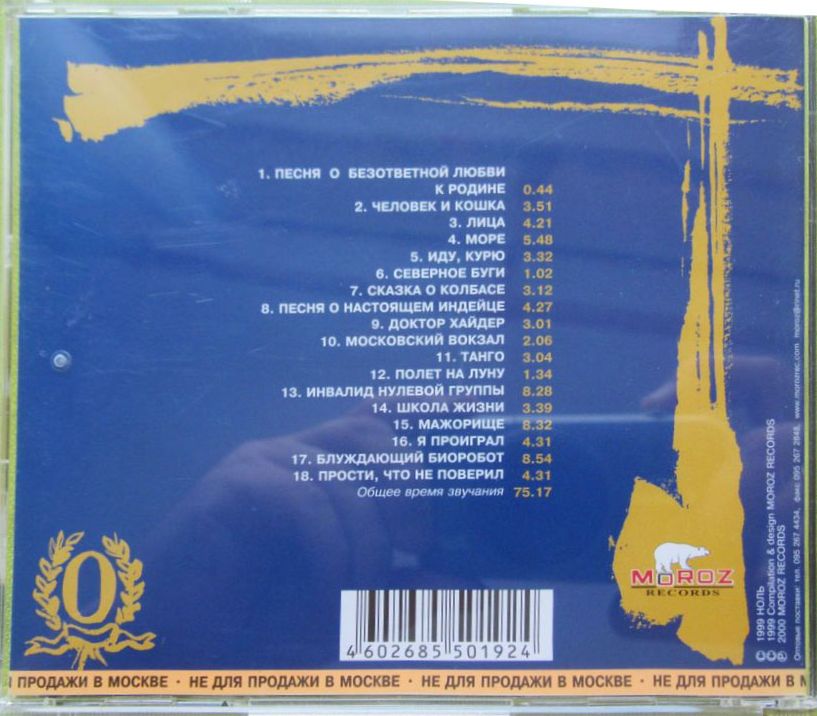 1. ПЕСНЯ О БЕЗОТВЕТНОЙ ЛЮБВИ
К РОДИНЕ 0.44
2. ЧЕЛОВЕК И КОШКА 3.51
3. ЛИЦА 4.21
4. МОРЕ 5.48
5. ИДУ, КУРЮ 3.32
6. СЕВЕРНОЕ БУГИ 1.02
7. СКАЗКА О КОЛБАСЕ 3.12
8. ПЕСНЯ О НАСТОЯЩЕМ ИНДЕЙЦЕ 4.27
9. ДОКТОР ХАЙДЕР 3.01
10. МОСКОВСКИЙ ВОКЗАЛ 2.06
11. ТАНГО 3.04
12. ПОЛЕТ НА ЛУНУ 1.34
13. ИНВАЛИД НУЛЕВОЙ ГРУППЫ 8.28
14. ШКОЛА ЖИЗНИ 3.39
15. МАЖОРИЩЕ 8.32
16. Я ПРОИГРАЛ 4.31
17. БЛУЖДАЮЩИЙ БИОРОБОТ 8.54
18. ПРОСТИ, ЧТО НЕ ПОВЕРИЛ 4.31
Общее время звучания 75.17
0
MOROZ
RECORDS
4 602685 501924
© 1999 НОЛЬ
© 1999 Compilation & design MOROZ RECORDS
℗ 2000 MOROZ RECORDS
Оптовые поставки: тел. 095 267 4434, факс 095 267 2848, www.morozrec.com
Я ПРОДАЖИ В МОСКВЕ · НЕ ДЛЯ ПРОДАЖИ В МОСКВЕ · НЕ ДЛЯ ПРОДАЖИ В МОСКВЕ · НЕ ДЛЯ ПРОДАЖИ В МОСКВЕ ·